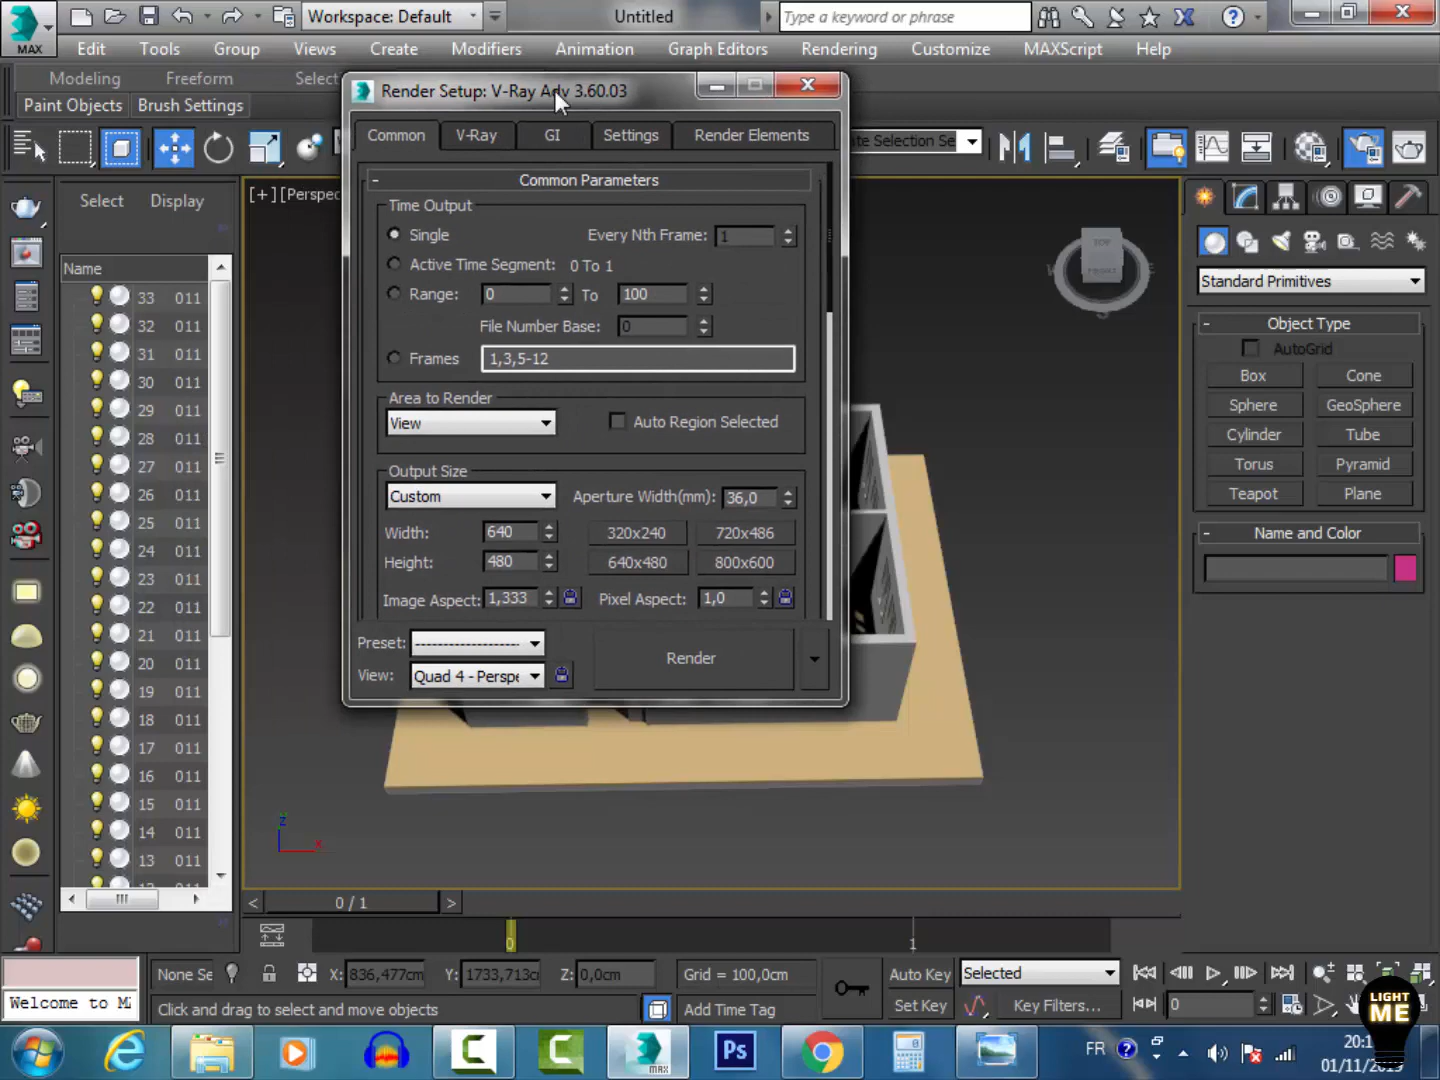 MAX
Workspace: Default
Untitled
Type a keyword or phrase
Edit Tools Group Views Create Modifiers Animation Graph Editors Rendering Customize MAXScript Help
Modeling Freeform
Paint Objects Brush Settings
Render Setup: V-Ray Adv 3.60.03
Common V-Ray GI Settings Render Elements
Common Parameters
Time Output
Single Every Nth Frame: 1
Active Time Segment: 0 To 1
Range: 0 To 100
File Number Base: 0
Frames 1,3,5-12
Area to Render
View Auto Region Selected
Output Size
Custom Aperture Width(mm): 36,0
Width: 640 320x240 720x486
Height: 480 640x480 800x600
Image Aspect: 1,333 Pixel Aspect: 1,0
Preset: --------------------
Render
View: Quad 4 - Perspe
Select Display
Name
33 011
32 011
31 011
30 011
29 011
28 011
27 011
26 011
25 011
24 011
23 011
22 011
21 011
20 011
19 011
18 011
17 011
16 011
15 011
14 011
13 011
[+][Perspec
TOP
Z
x
Standard Primitives
Object Type
AutoGrid
Box Cone
Sphere GeoSphere
Cylinder Tube
Torus Pyramid
Teapot Plane
Name and Color
0 / 1
0 1
None Se X: 836,477cm Y: 1733,713cm Z: 0,0cm Grid = 100,0cm Auto Key Selected
Welcome to M
Click and drag to select and move objects Add Time Tag Set Key Key Filters... 0
Ps
MAX
FR
01/11/2
LIGHT
ME